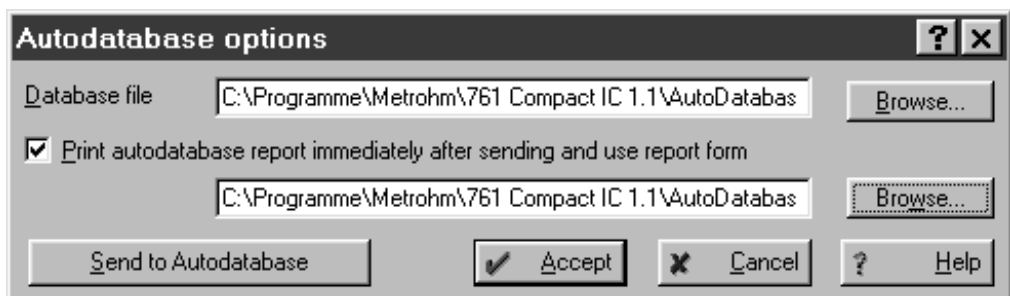 Autodatabase options ? ×
Database file C:\Programme\Metrohm\761 Compact IC 1.1\AutoDatabas Browse...
Print autodatabase report immediately after sending and use report form
C:\Programme\Metrohm\761 Compact IC 1.1\AutoDatabas Browse...
Send to Autodatabase Accept Cancel ? Help